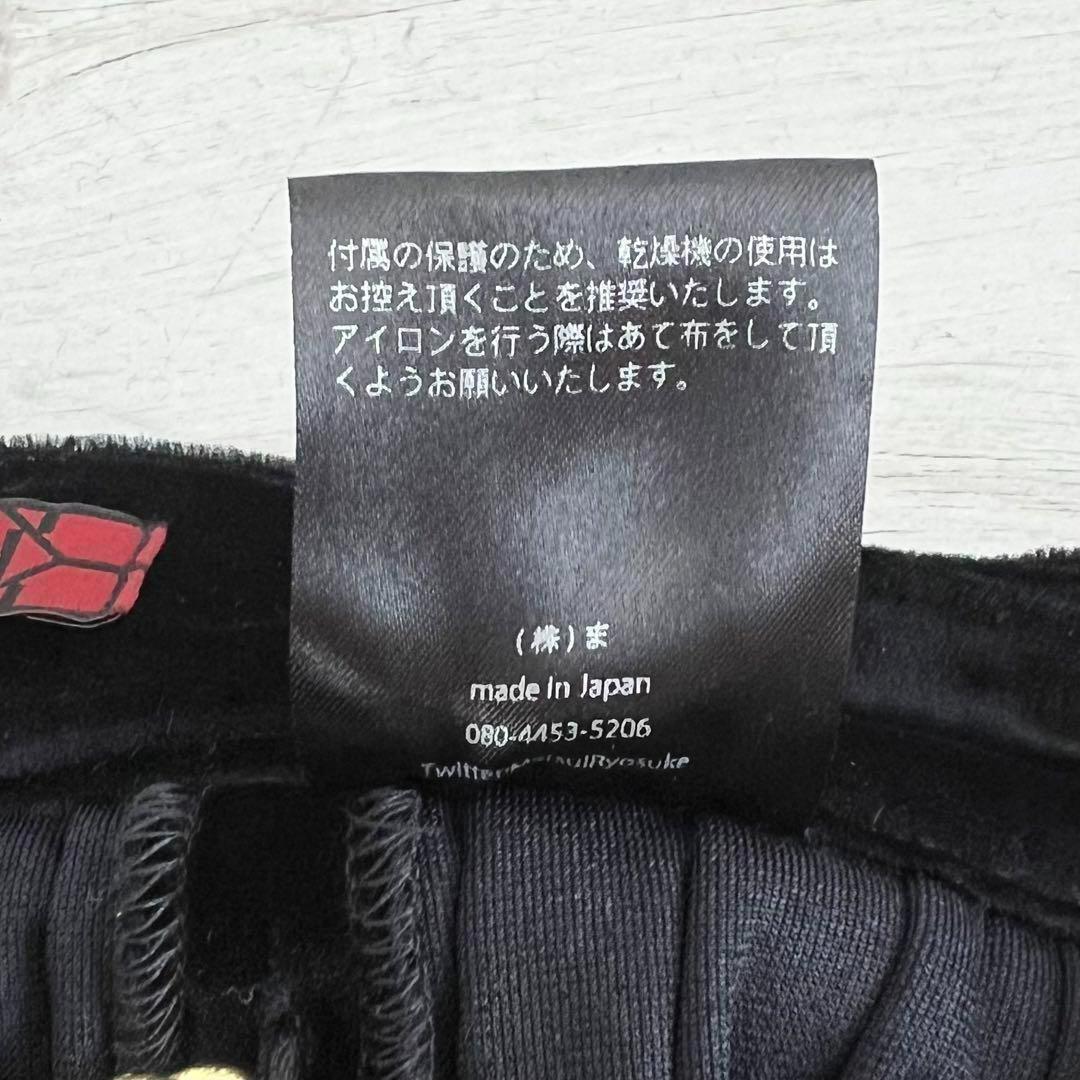 付属の保護のため、乾燥機の使用は
お控え頂くことを推奨いたします。
アイロンを行う際はあて布をして頂
くようお願いいたします。
(株)ま
made in Japan
080-4453-5206